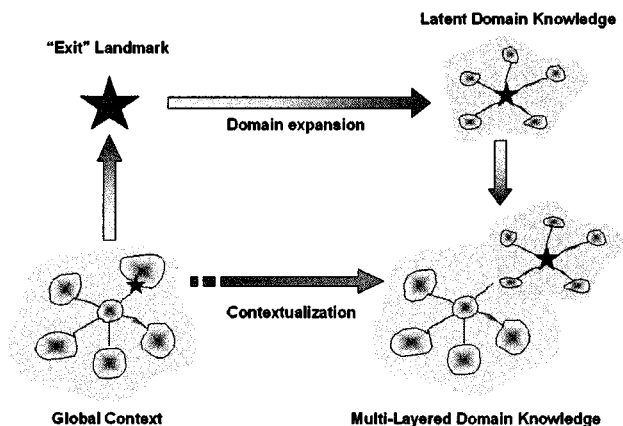 Latent Domain Knowledge
“Exit” Landmark
Domain expansion
Contextualization
Global Context
Multi-Layered Domain Knowledge